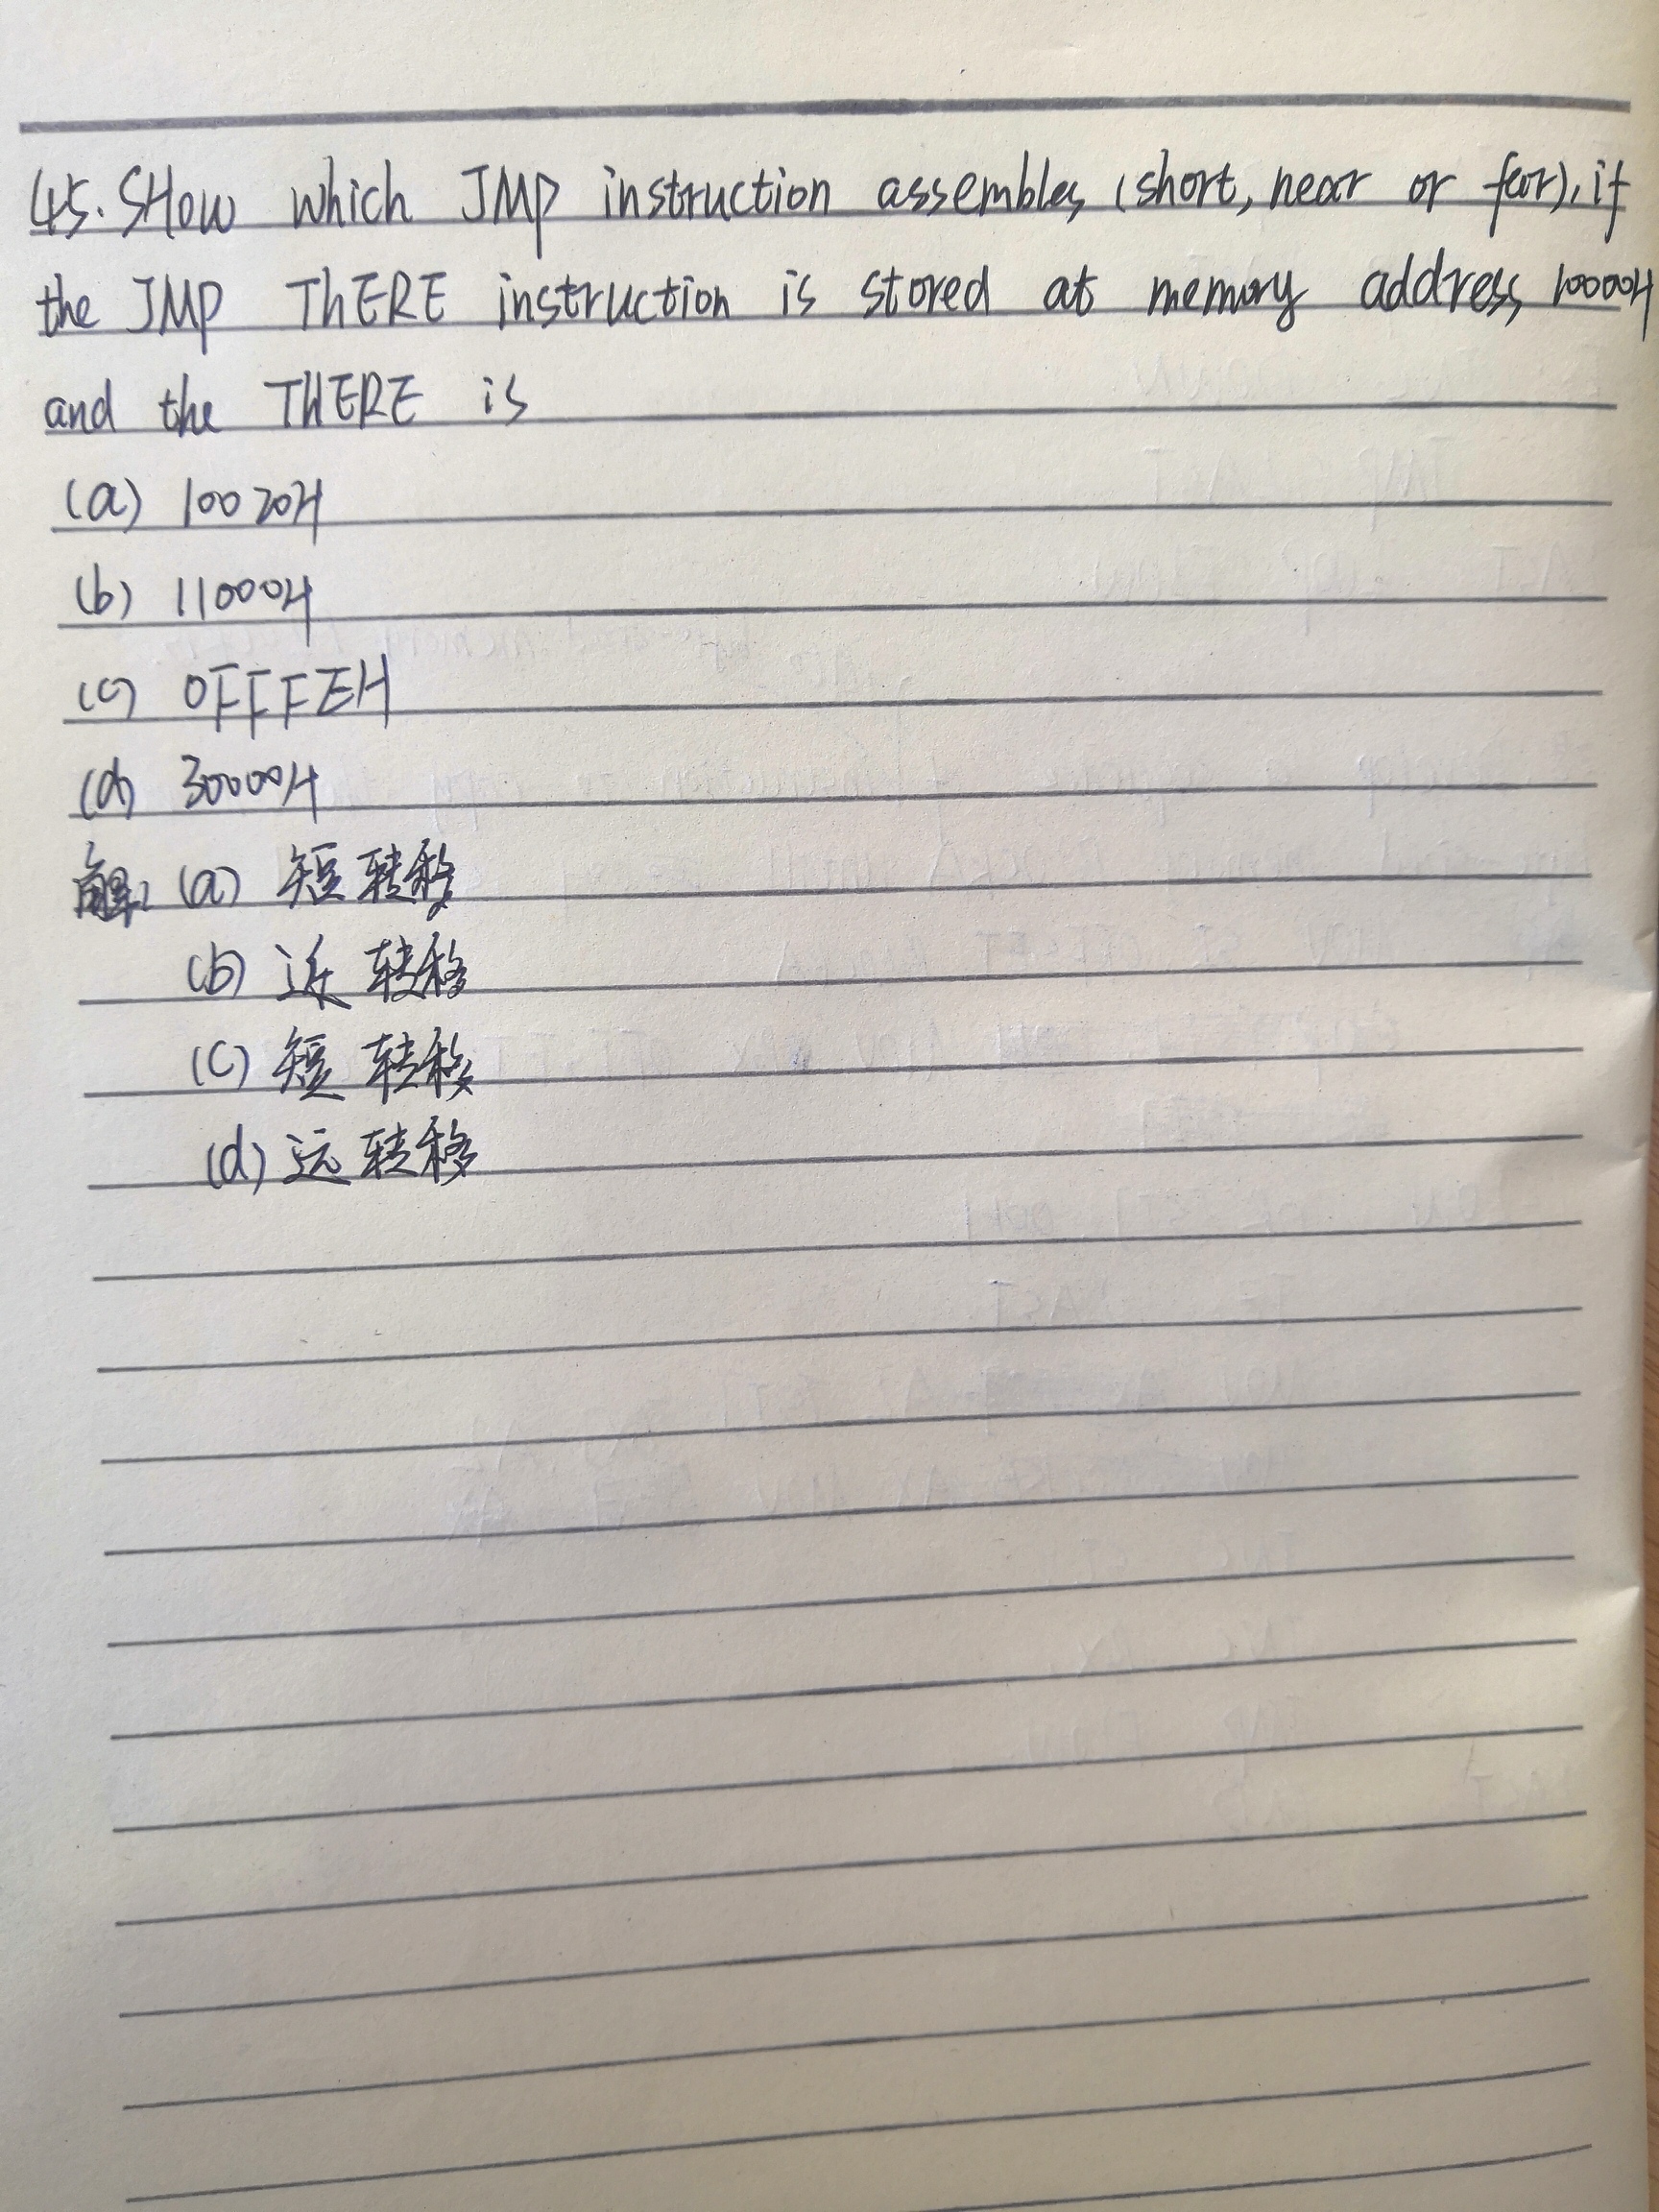 45. SHow which JMP instruction assembles (short, near or far), if
the JMP ThERE instruction is stored at memory address 10000H
and the THERE is
(a) 10020H
(b) 11000H
(c) 0FFFEH
(d) 30000H
解: (a) 短转移
(b) 近转移
(c) 短转移
(d) 远转移